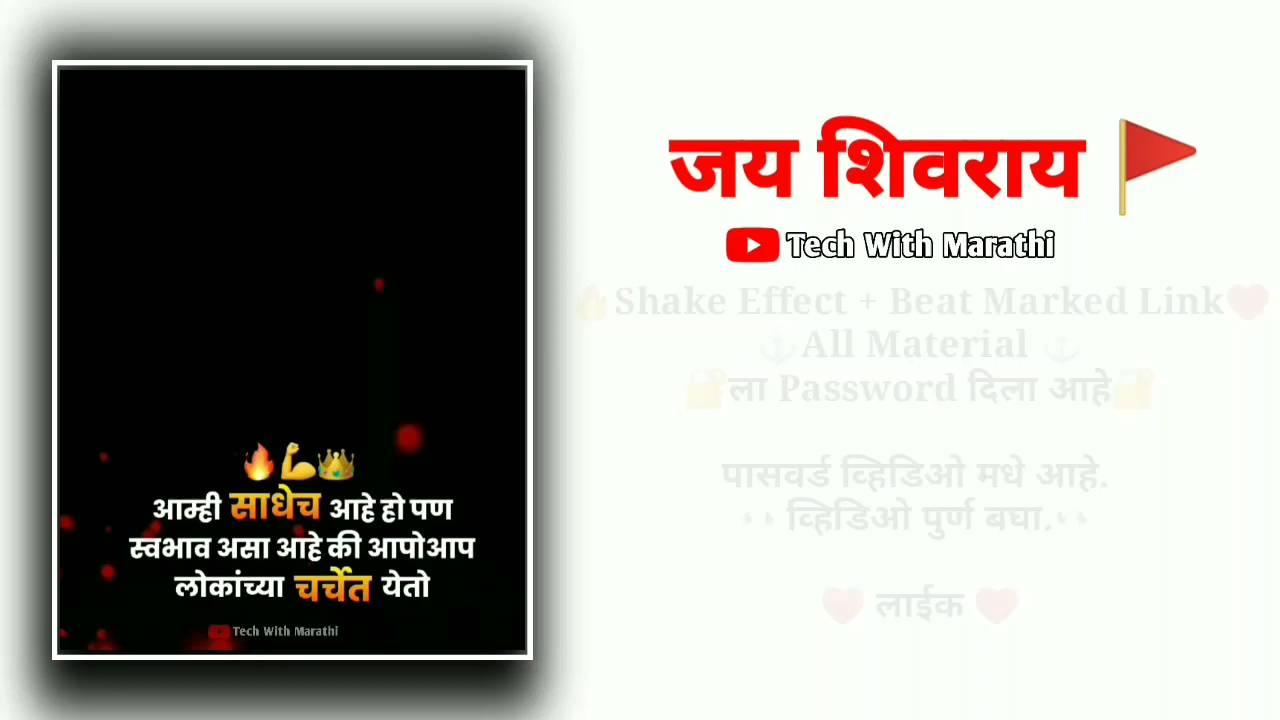 🔥💪👑
आम्ही साधेच आहे हो पण
स्वभाव असा आहे की आपोआप
लोकांच्या चर्चेत येतो
Tech With Marathi
जय शिवराय 🚩
Tech With Marathi
🔥Shake Effect + Beat Marked Link❤️
⚓All Material ⚓
🔐ला Password दिला आहे🔐
पासवर्ड व्हिडिओ मधे आहे.
👀व्हिडिओ पुर्ण बघा.👀
❤️ लाईक ❤️